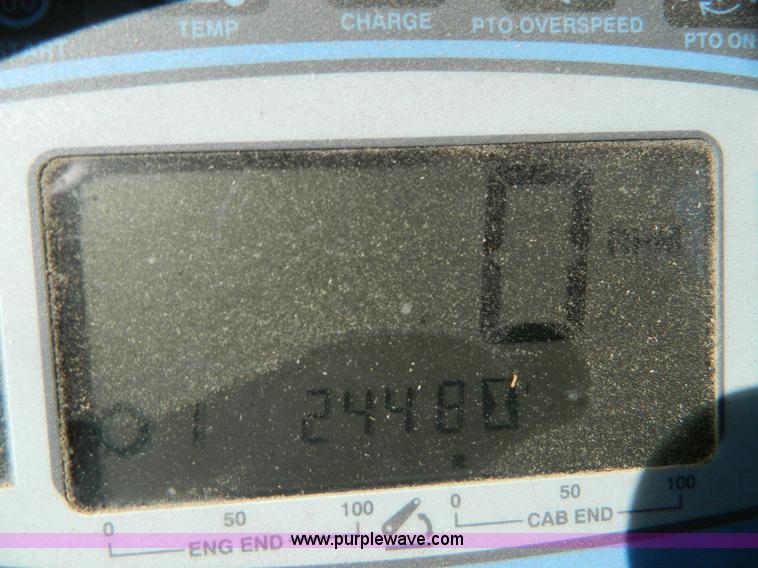 TEMP
CHARGE
PTO OVERSPEED
PTO ON
START
0
RPM
1 2448
0 50 100
ENG END
0 50 100
CAB END
www.purplewave.com